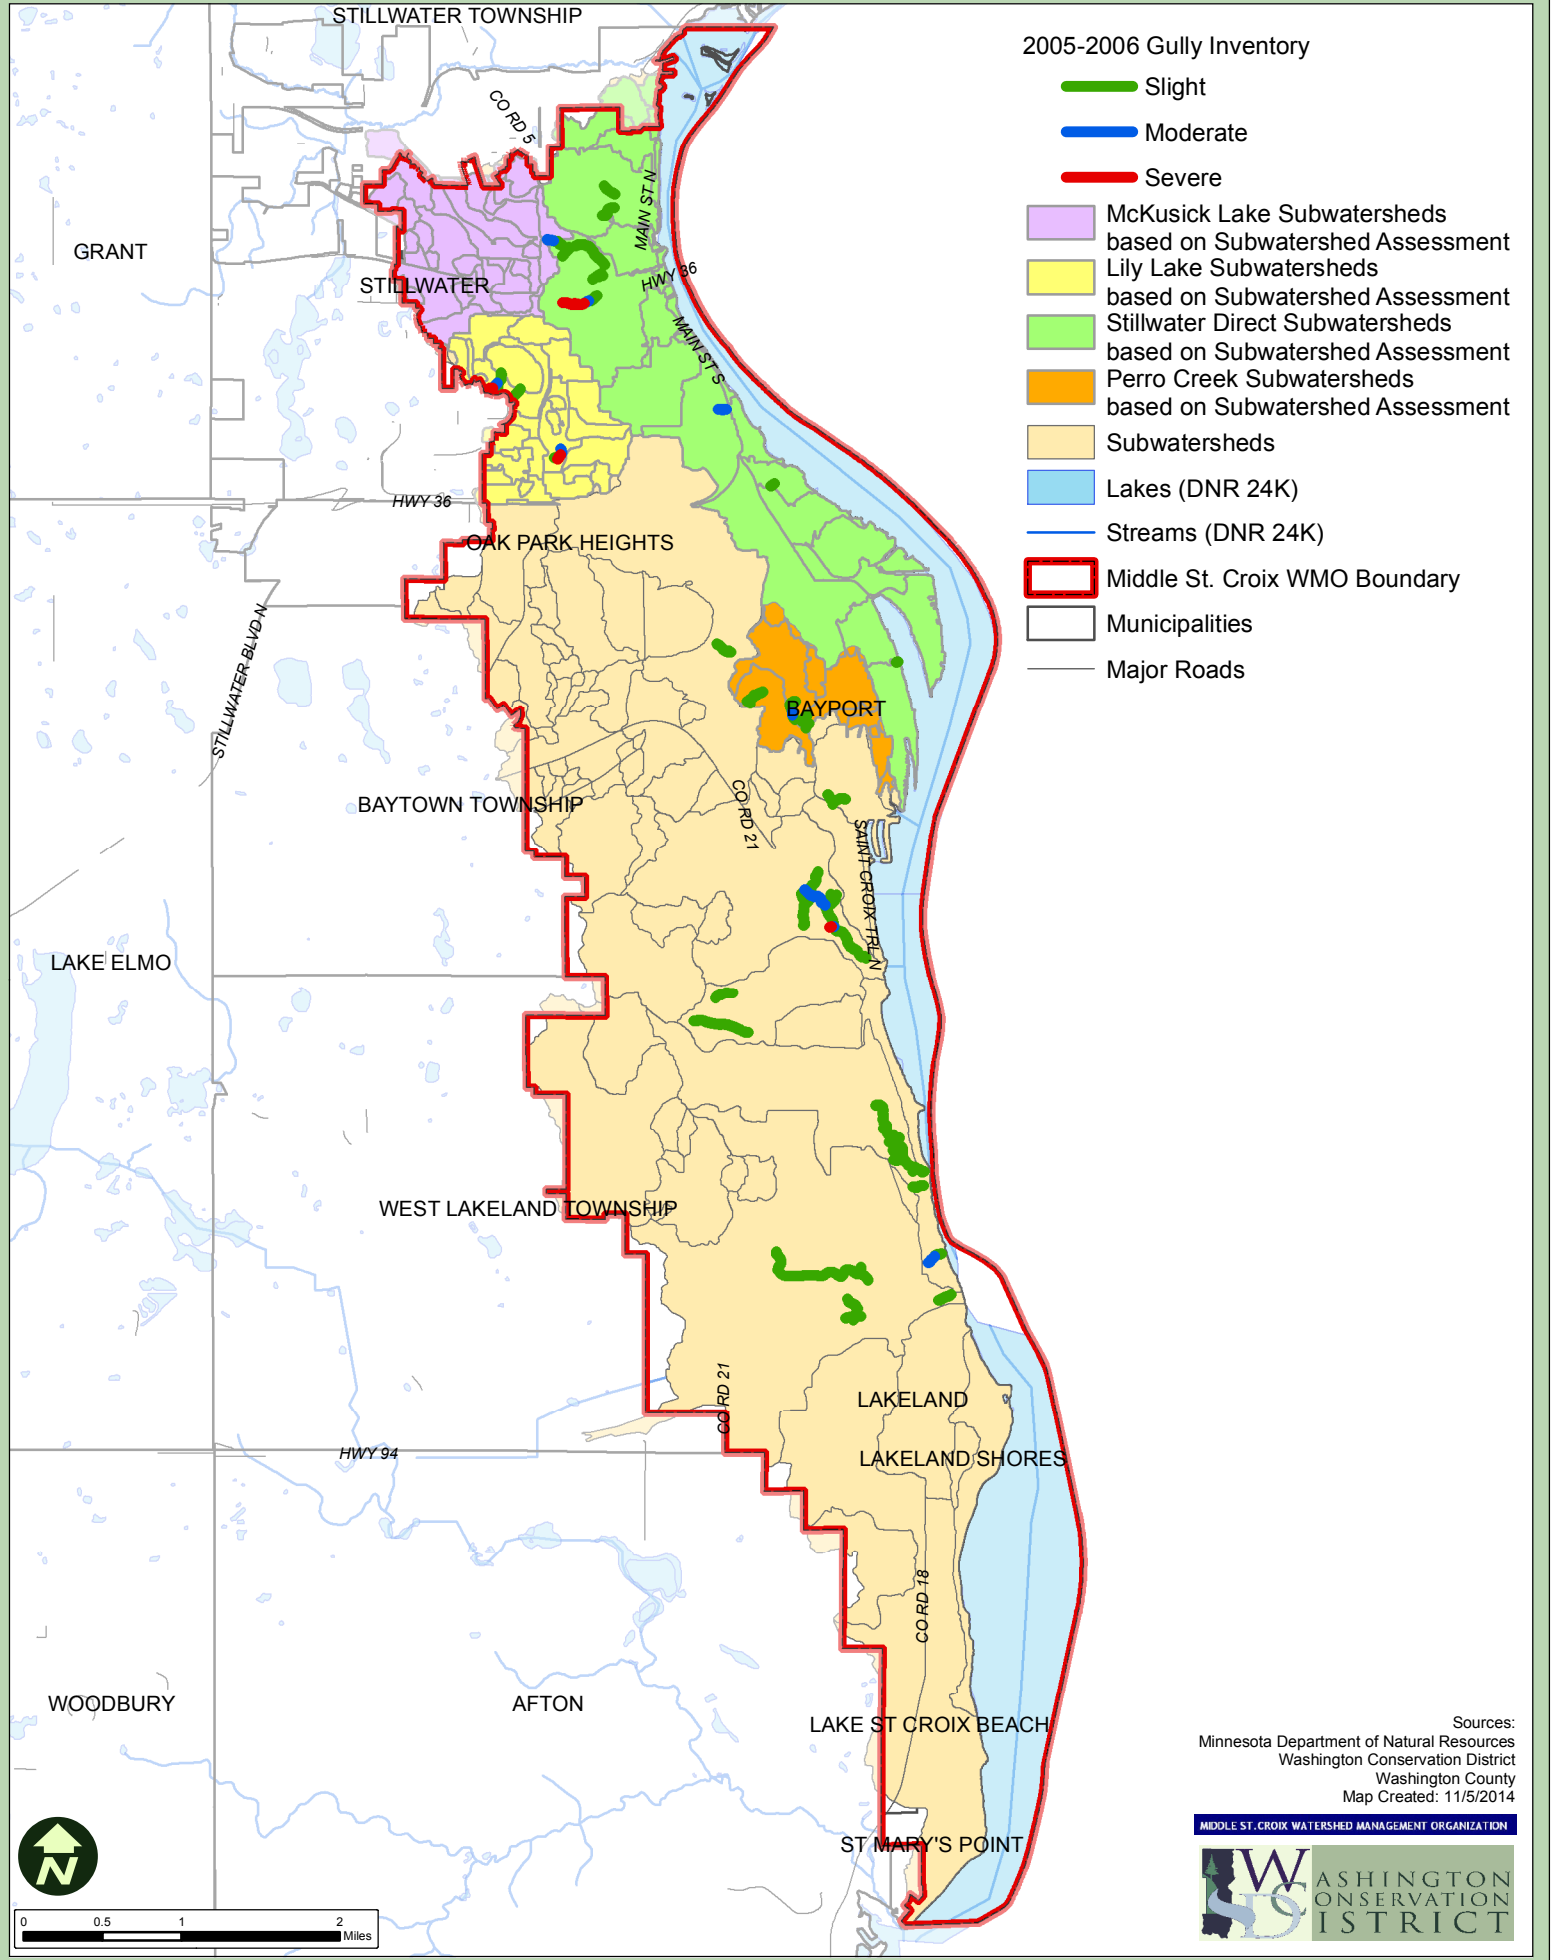 STILLWATER TOWNSHIP
2005-2006 Gully Inventory
Slight
Moderate
Severe
McKusick Lake Subwatersheds
based on Subwatershed Assessment
Lily Lake Subwatersheds
based on Subwatershed Assessment
Stillwater Direct Subwatersheds
based on Subwatershed Assessment
Perro Creek Subwatersheds
based on Subwatershed Assessment
Subwatersheds
Lakes (DNR 24K)
Streams (DNR 24K)
Middle St. Croix WMO Boundary
Municipalities
Major Roads
CO RD 5
MAIN ST N
GRANT
STILLWATER
HWY 36
MAIN ST S
HWY 36
OAK PARK HEIGHTS
STILLWATER BLVD N
BAYPORT
BAYTOWN TOWNSHIP
CO RD 21
SAINT CROIX TRL N
LAKE ELMO
WEST LAKELAND TOWNSHIP
CO RD 21
LAKELAND
HWY 94
LAKELAND SHORES
CO RD 18
WOODBURY
AFTON
LAKE ST CROIX BEACH
ST MARY'S POINT
Sources:
Minnesota Department of Natural Resources
Washington Conservation District
Washington County
Map Created: 11/5/2014
MIDDLE ST.CROIX WATERSHED MANAGEMENT ORGANIZATION
WASHINGTON
CONSERVATION
DISTRICT
N
0 0.5 1 2
Miles